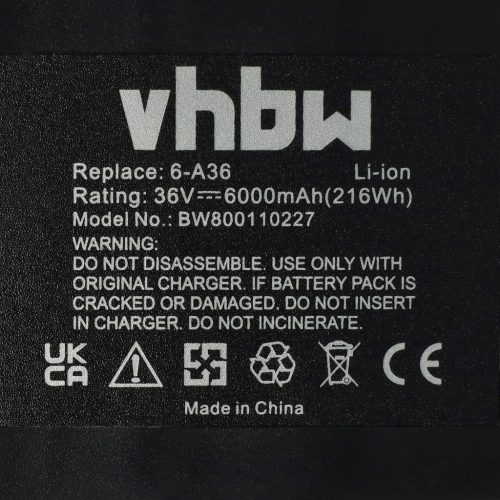 vhbw
Replace: 6-A36 Li-ion
Rating: 36V⎓6000mAh(216Wh)
Model No.: BW800110227
WARNING:
DO NOT DISASSEMBLE. USE ONLY WITH
ORIGINAL CHARGER. IF BATTERY PACK IS
CRACKED OR DAMAGED. DO NOT INSERT
IN CHARGER. DO NOT INCINERATE.
UK
CA CE
Made in China